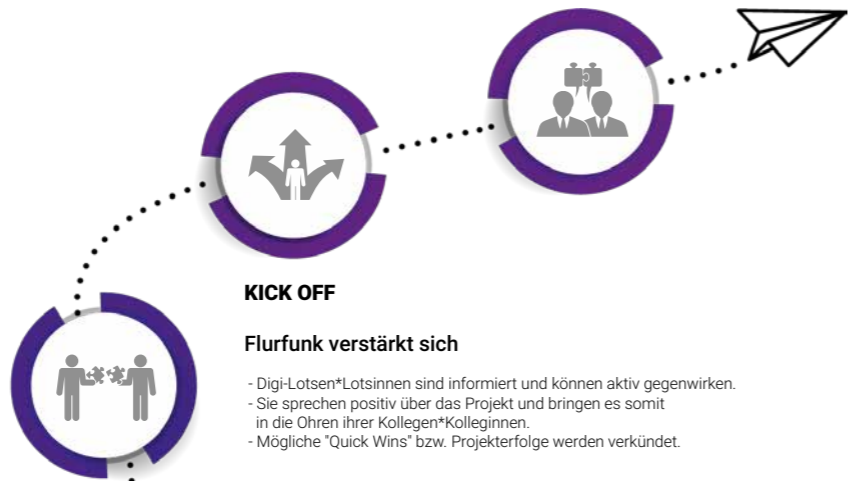 KICK OFF
Flurfunk verstärkt sich
- Digi-Lotsen*Lotsinnen sind informiert und können aktiv gegenwirken.
- Sie sprechen positiv über das Projekt und bringen es somit
in die Ohren ihrer Kollegen*Kolleginnen.
- Mögliche "Quick Wins" bzw. Projekterfolge werden verkündet.